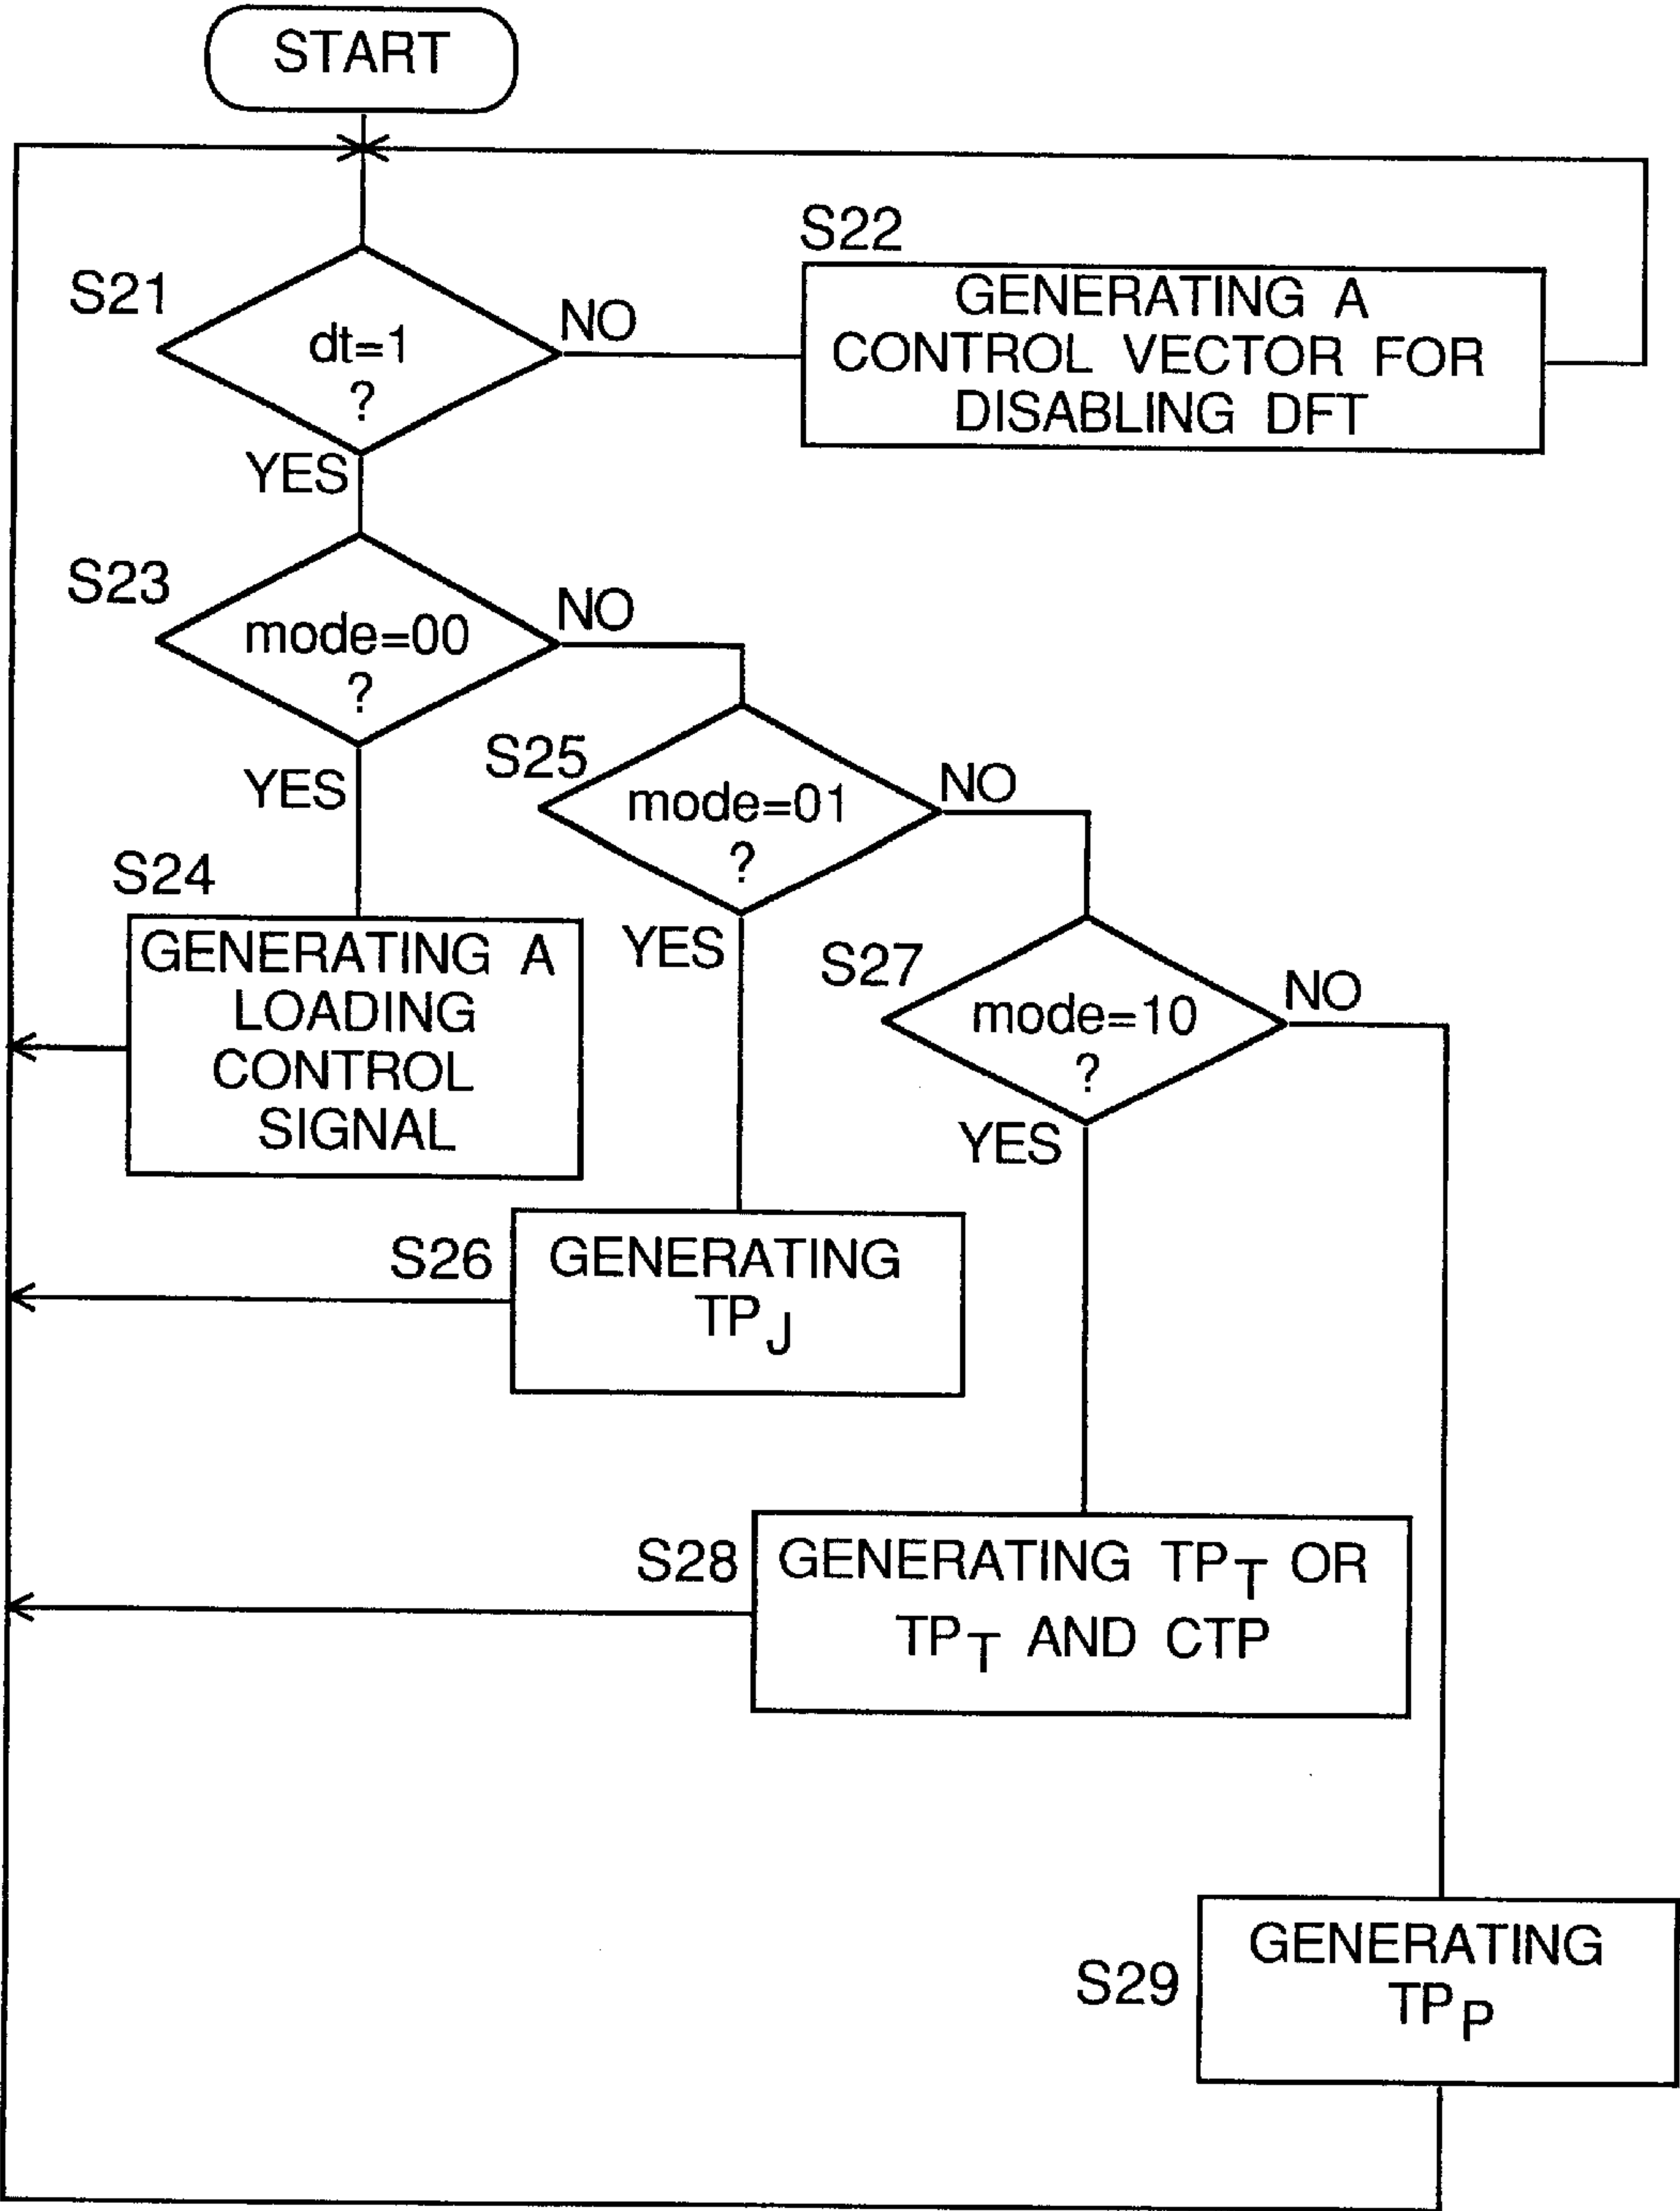 START
S22
S21
GENERATING A
CONTROL VECTOR FOR
DISABLING DFT
NO
dt=1
?
YES
S23
NO
mode=00
?
YES
S25
NO
mode=01
?
S24
YES
GENERATING A
LOADING
CONTROL
SIGNAL
S27
NO
mode=10
?
YES
S26
GENERATING
TPJ
S28
GENERATING TPT OR
TPT AND CTP
S29
GENERATING
TPP